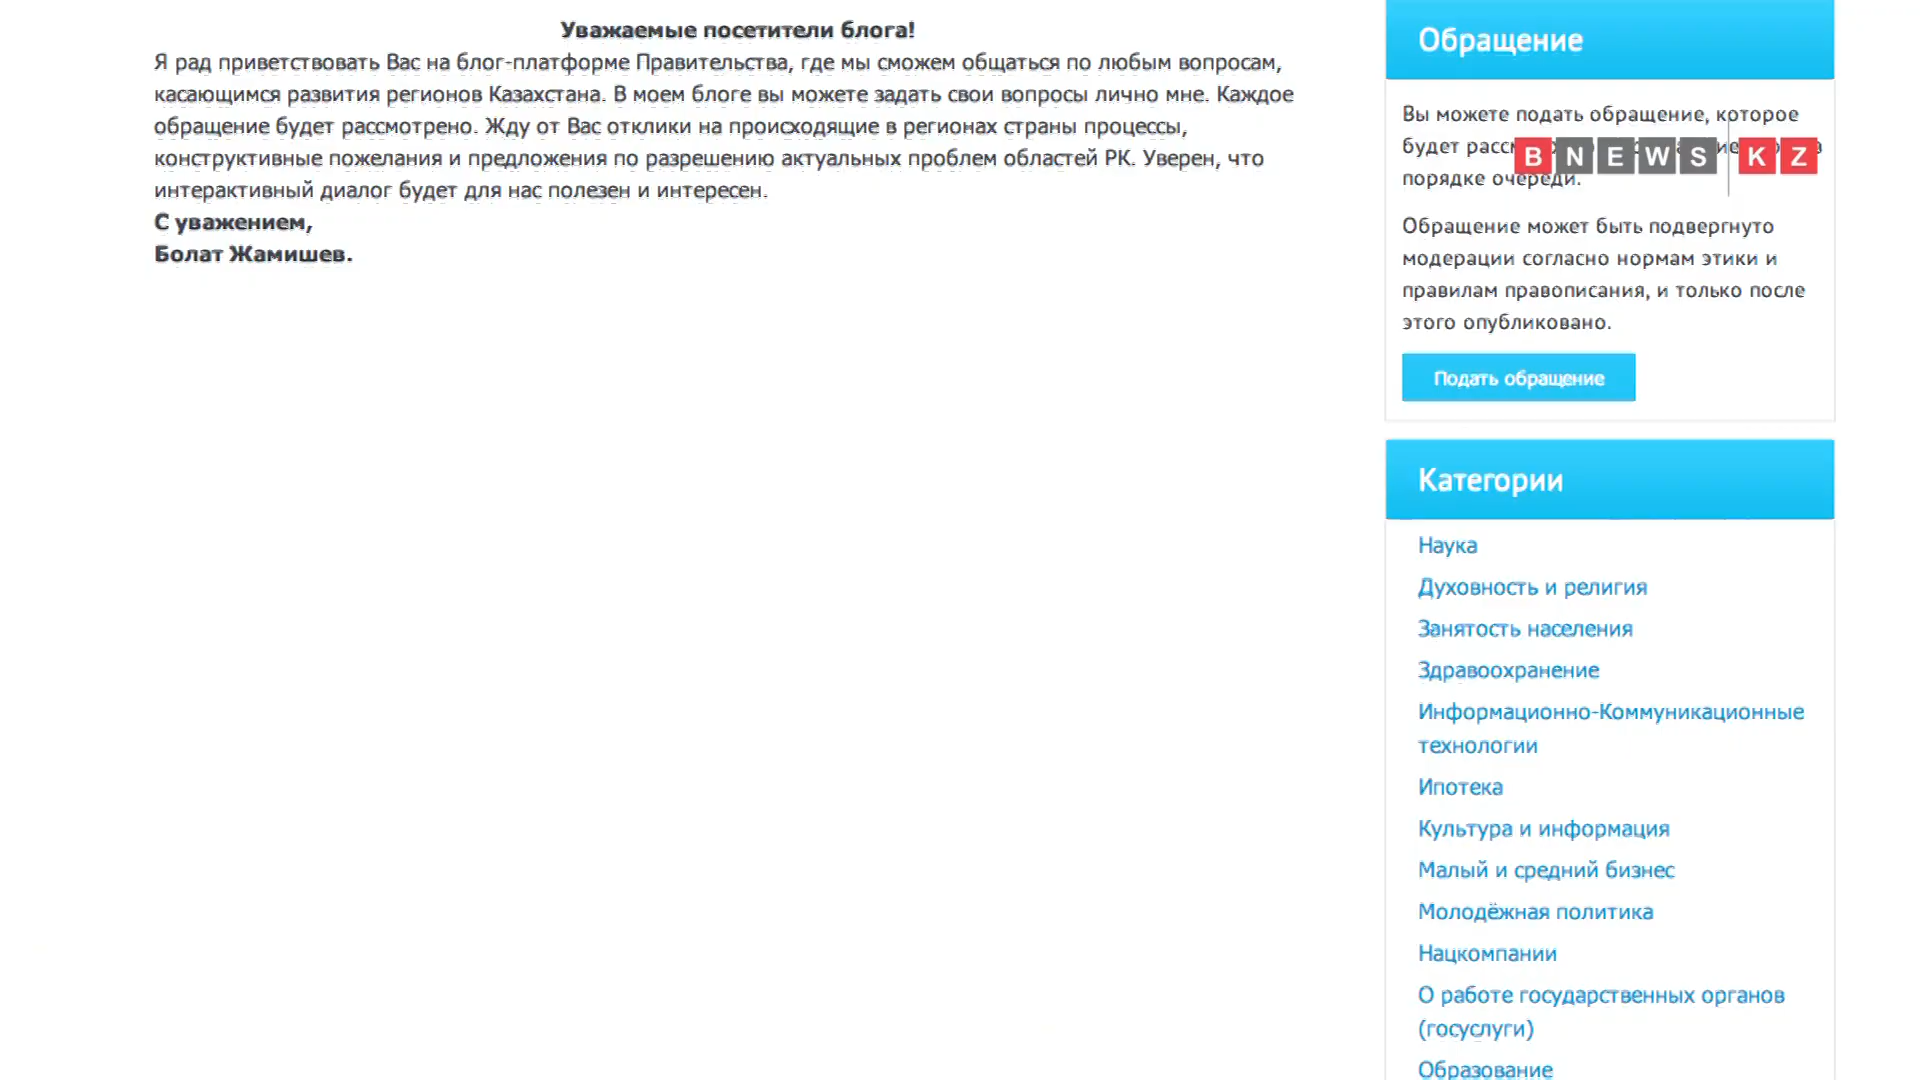 Уважаемые посетители блога!
Я рад приветствовать Вас на блог-платформе Правительства, где мы сможем общаться по любым вопросам,
касающимся развития регионов Казахстана. В моем блоге вы можете задать свои вопросы лично мне. Каждое
обращение будет рассмотрено. Жду от Вас отклики на происходящие в регионах страны процессы,
конструктивные пожелания и предложения по разрешению актуальных проблем областей РК. Уверен, что
интерактивный диалог будет для нас полезен и интересен.
С уважением,
Болат Жамишев.
Обращение
Вы можете подать обращение, которое
будет
порядке очереди.
BNEWS KZ
Обращение может быть подвергнуто
модерации согласно нормам этики и
правилам правописания, и только после
этого опубликовано.
Подать обращение
Категории
Наука
Духовность и религия
Занятость населения
Здравоохранение
Информационно-Коммуникационные
технологии
Ипотека
Культура и информация
Малый и средний бизнес
Молодёжная политика
Нацкомпании
О работе государственных органов
(госуслуги)
Образование